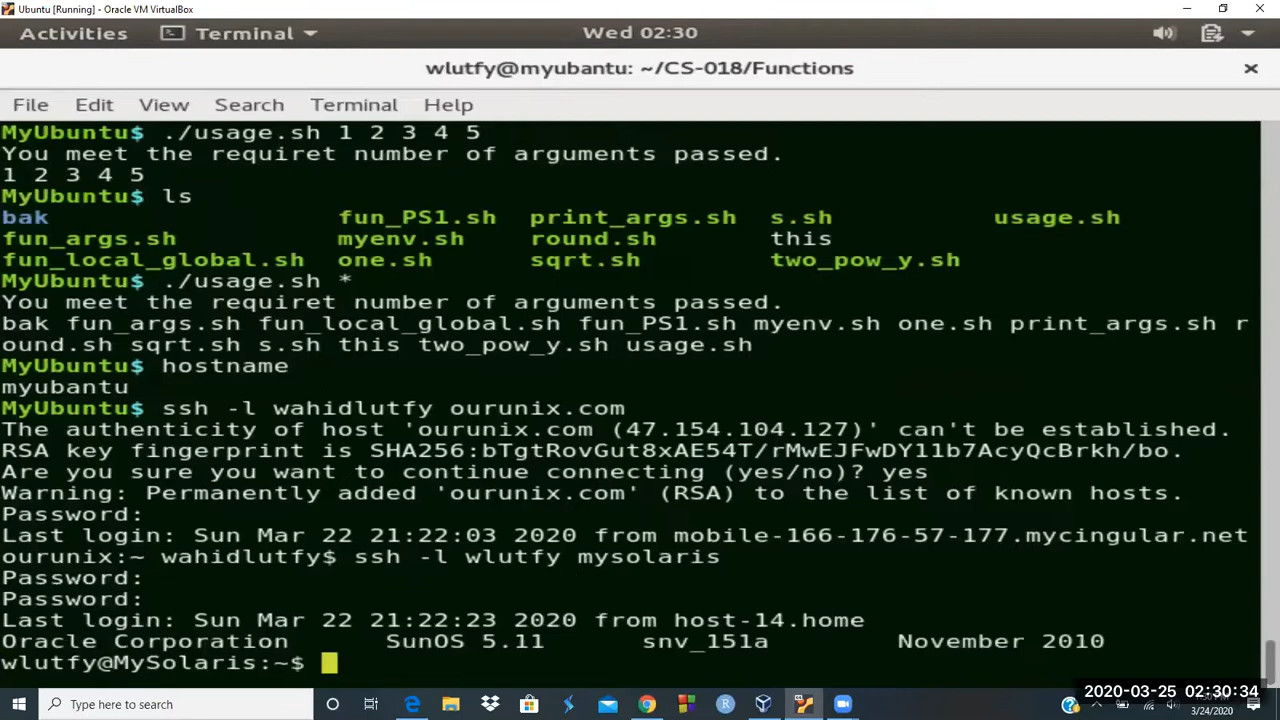 Ubuntu [Running] - Oracle VM VirtualBox
Activities Terminal Wed 02:30
wlutfy@myubantu: ~/CS-018/Functions
File Edit View Search Terminal Help
MyUbuntu$ ./usage.sh 1 2 3 4 5
You meet the requiret number of arguments passed.
1 2 3 4 5
MyUbuntu$ ls
bak fun_PS1.sh print_args.sh s.sh usage.sh
fun_args.sh myenv.sh round.sh this
fun_local_global.sh one.sh sqrt.sh two_pow_y.sh
MyUbuntu$ ./usage.sh *
You meet the requiret number of arguments passed.
bak fun_args.sh fun_local_global.sh fun_PS1.sh myenv.sh one.sh print_args.sh r
ound.sh sqrt.sh s.sh this two_pow_y.sh usage.sh
MyUbuntu$ hostname
myubantu
MyUbuntu$ ssh -l wahidlutfy ourunix.com
The authenticity of host 'ourunix.com (47.154.104.127)' can't be established.
RSA key fingerprint is SHA256:bTgtRovGut8xAE54T/rMwEJFwDY11b7AcyQcBrkh/bo.
Are you sure you want to continue connecting (yes/no)? yes
Warning: Permanently added 'ourunix.com' (RSA) to the list of known hosts.
Password:
Last login: Sun Mar 22 21:22:03 2020 from mobile-166-176-57-177.mycingular.net
ourunix:~ wahidlutfy$ ssh -l wlutfy mysolaris
Password:
Password:
Last login: Sun Mar 22 21:22:23 2020 from host-14.home
Oracle Corporation SunOS 5.11 snv_151a November 2010
wlutfy@MySolaris:~$
Type here to search
2020-03-25 02:30:34
3/24/2020